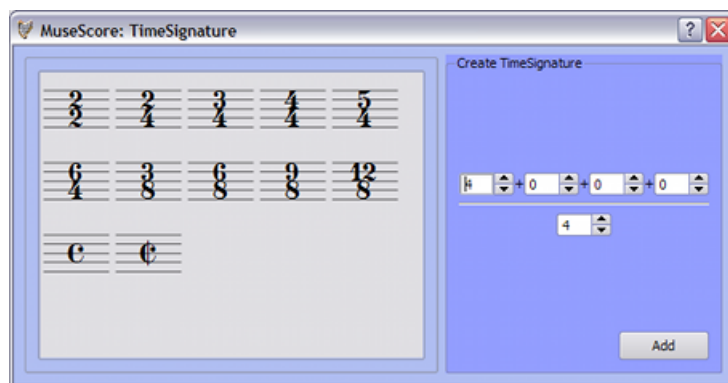 MuseScore: TimeSignature
Create TimeSignature
2 2 3 4 5
2 4 4 4 4
6 3 6 9 12
4 8 8 8 8
4 + 0 + 0 + 0
4
Add